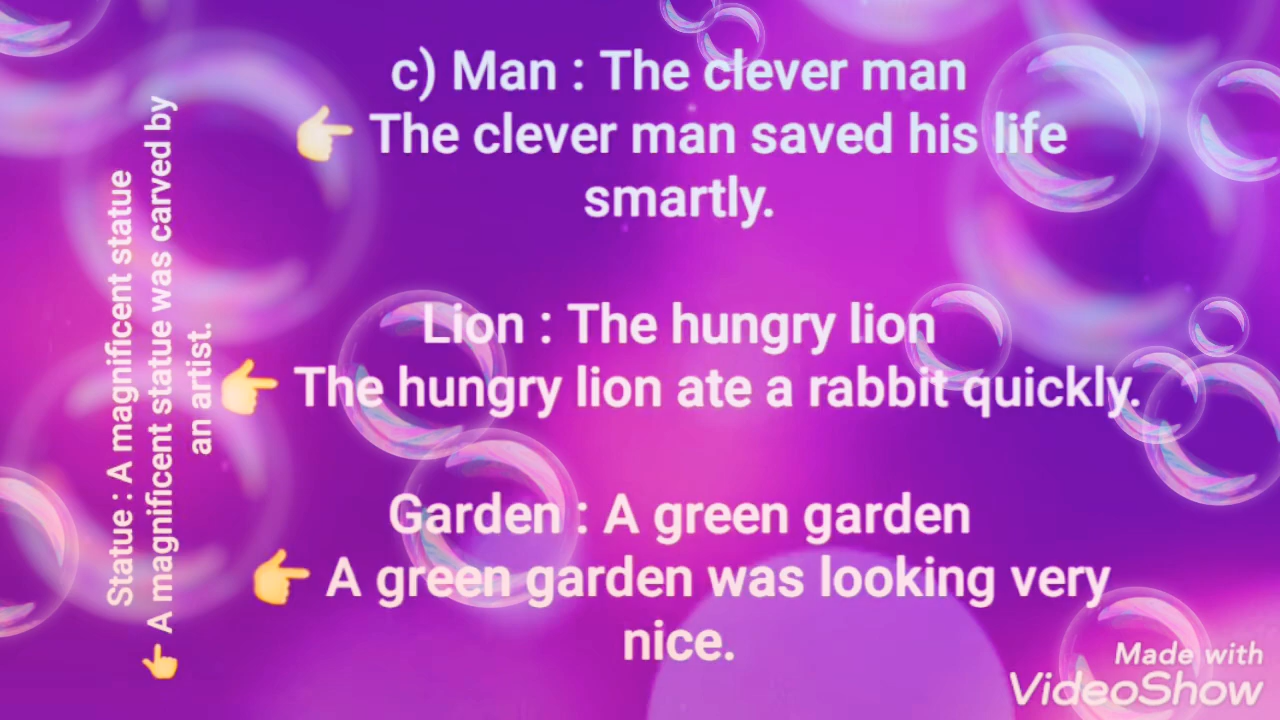 c) Man : The clever man
👉 The clever man saved his life
smartly.
Lion : The hungry lion
👉 The hungry lion ate a rabbit quickly.
Garden : A green garden
👉 A green garden was looking very
nice.
Statue : A magnificent statue
👉 A magnificent statue was carved by
an artist.
Made with
VideoShow